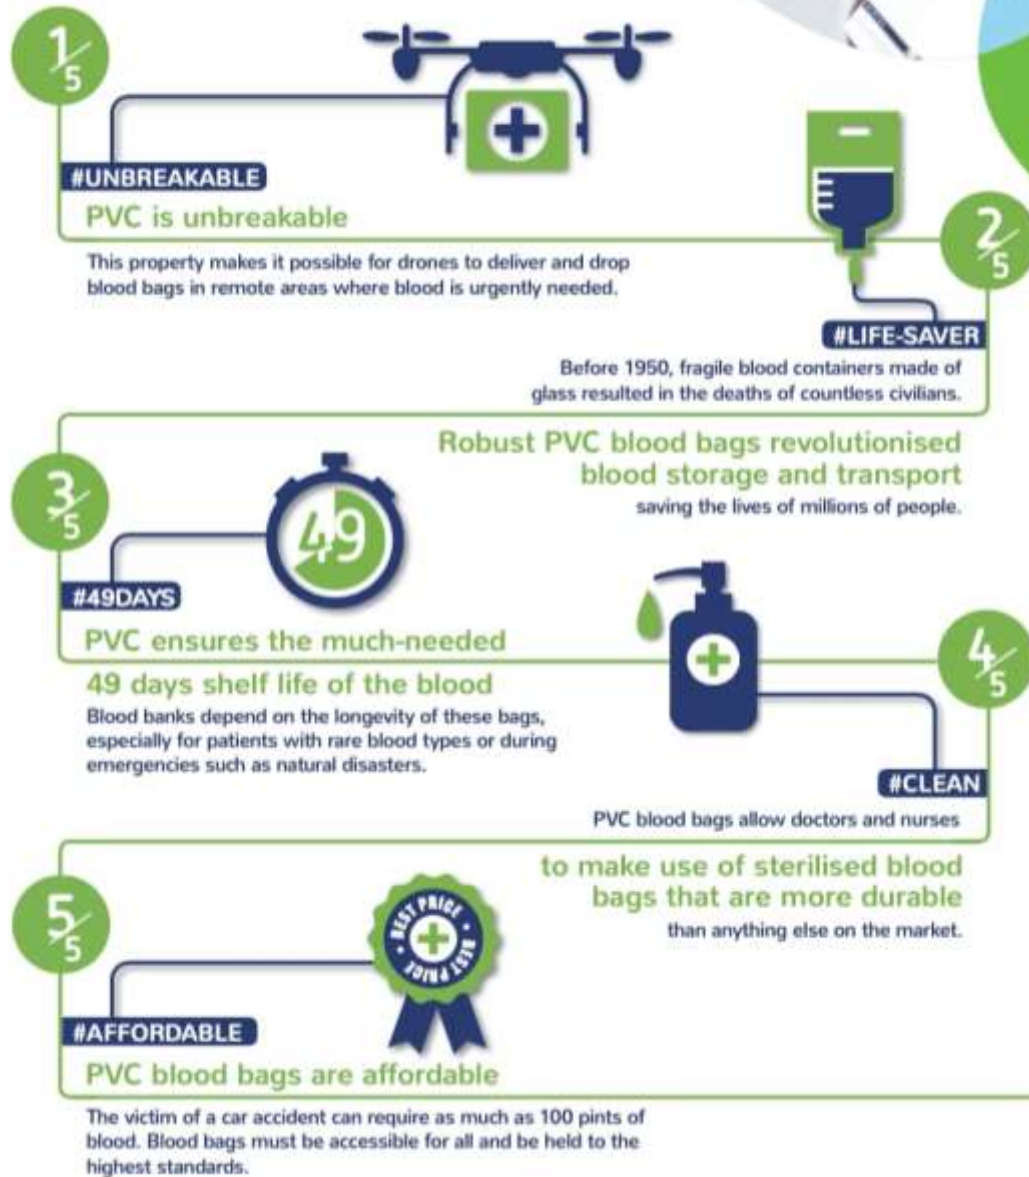 1/5
#UNBREAKABLE
PVC is unbreakable
This property makes it possible for drones to deliver and drop
blood bags in remote areas where blood is urgently needed.
2/5
#LIFE-SAVER
Before 1950, fragile blood containers made of
glass resulted in the deaths of countless civilians.
Robust PVC blood bags revolutionised
blood storage and transport
saving the lives of millions of people.
3/5
49
#49DAYS
PVC ensures the much-needed
49 days shelf life of the blood
Blood banks depend on the longevity of these bags,
especially for patients with rare blood types or during
emergencies such as natural disasters.
4/5
#CLEAN
PVC blood bags allow doctors and nurses
to make use of sterilised blood
bags that are more durable
than anything else on the market.
5/5
BEST PRICE • BEST PRICE •
#AFFORDABLE
PVC blood bags are affordable
The victim of a car accident can require as much as 100 pints of
blood. Blood bags must be accessible for all and be held to the
highest standards.